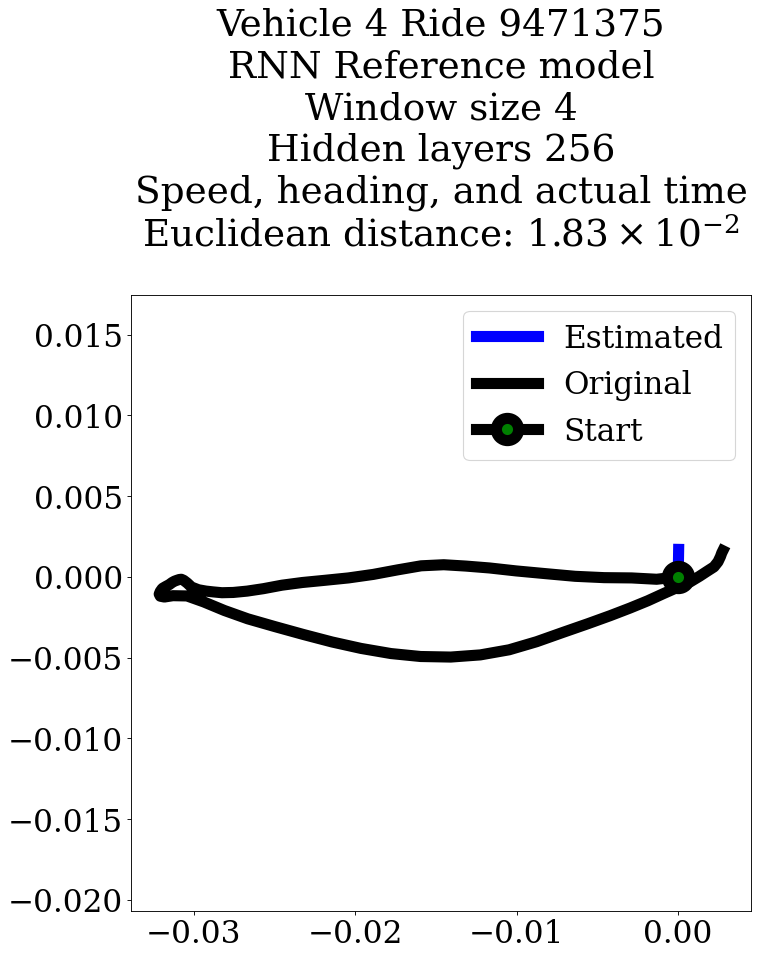 Vehicle 4 Ride 9471375
RNN Reference model
Window size 4
Hidden layers 256
Speed, heading, and actual time
Euclidean distance: 1.83 × 10⁻²
Estimated
Original
Start
0.015
0.010
0.005
0.000
−0.005
−0.010
−0.015
−0.020
−0.03 −0.02 −0.01 0.00